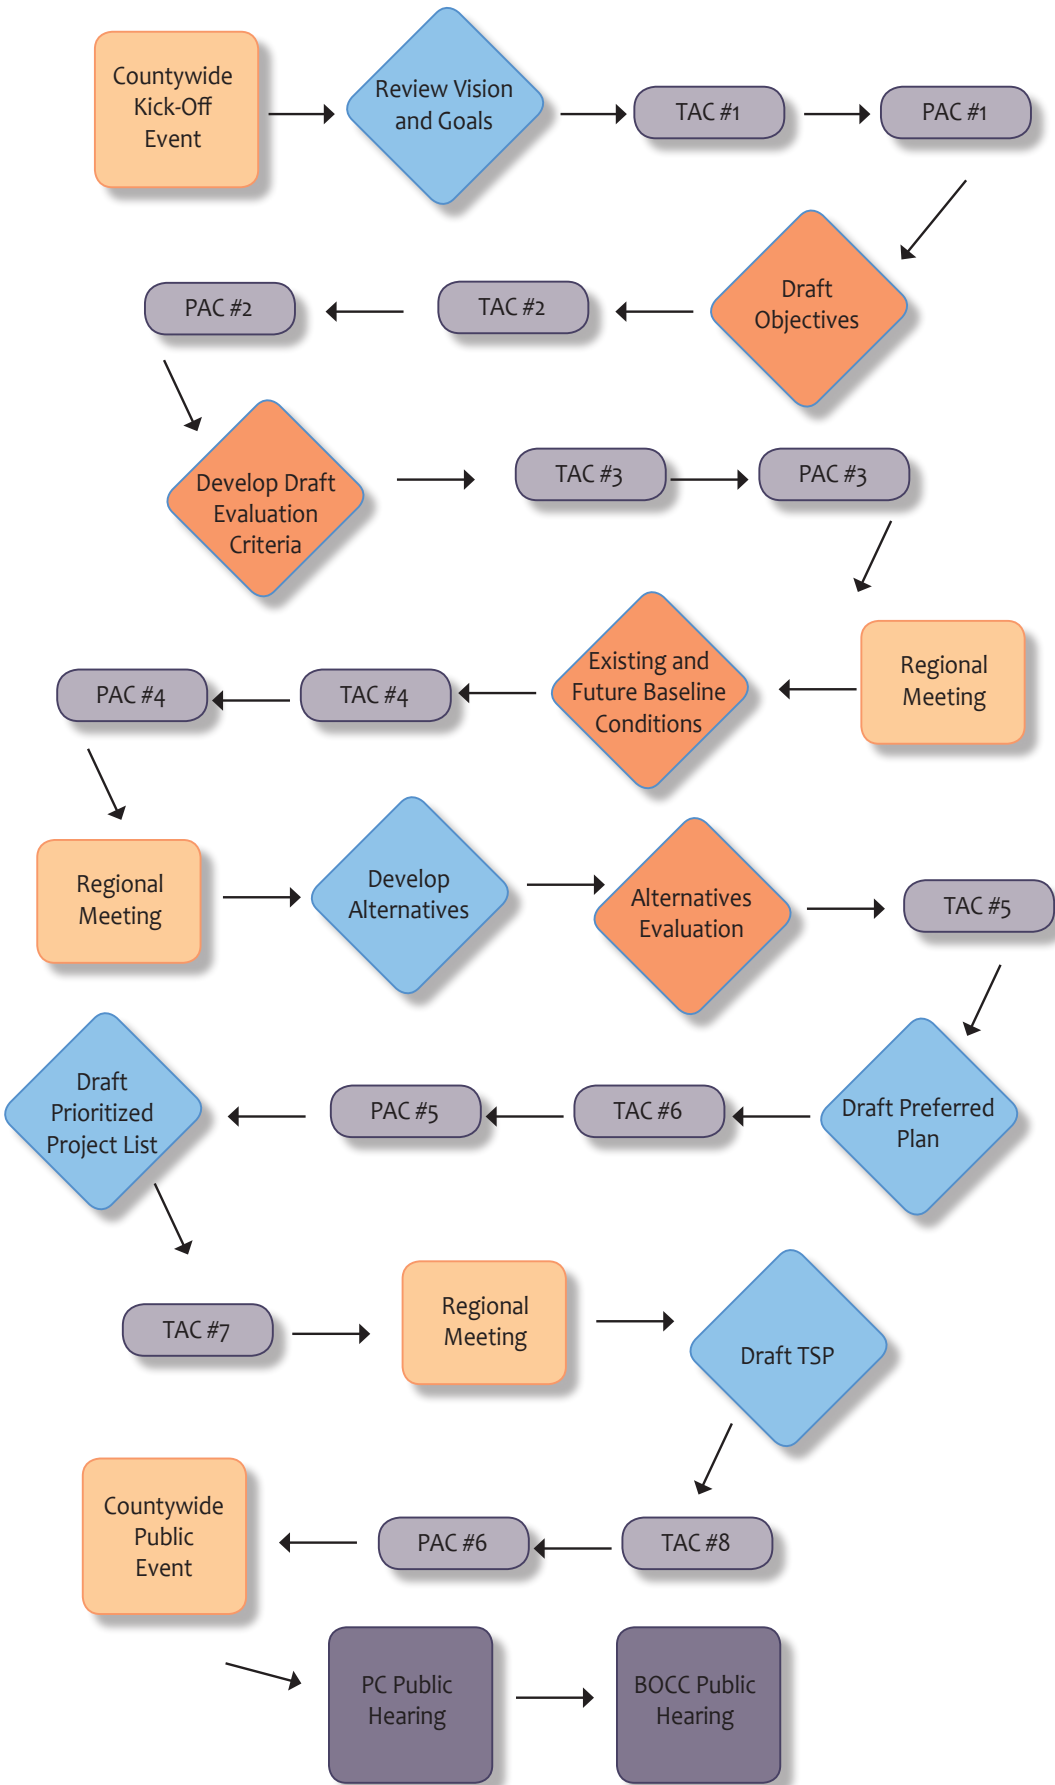 Countywide
Kick-Off
Event
Review Vision
and Goals
TAC #1
PAC #1
Draft
Objectives
TAC #2
PAC #2
Develop Draft
Evaluation
Criteria
TAC #3
PAC #3
Regional
Meeting
Existing and
Future Baseline
Conditions
TAC #4
PAC #4
Regional
Meeting
Develop
Alternatives
Alternatives
Evaluation
TAC #5
Draft Preferred
Plan
TAC #6
PAC #5
Draft
Prioritized
Project List
TAC #7
Regional
Meeting
Draft TSP
TAC #8
PAC #6
Countywide
Public
Event
PC Public
Hearing
BOCC Public
Hearing